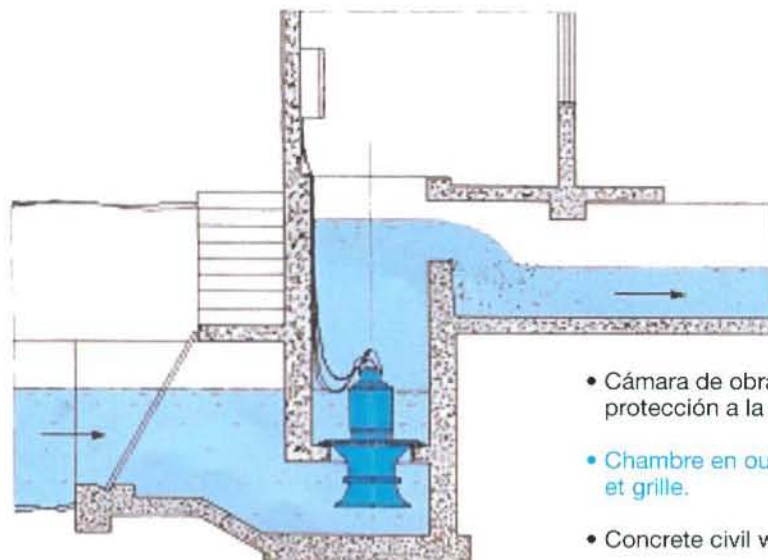 • Cámara de obra
protección a la
• Chambre en ou
et grille.
• Concrete civil w